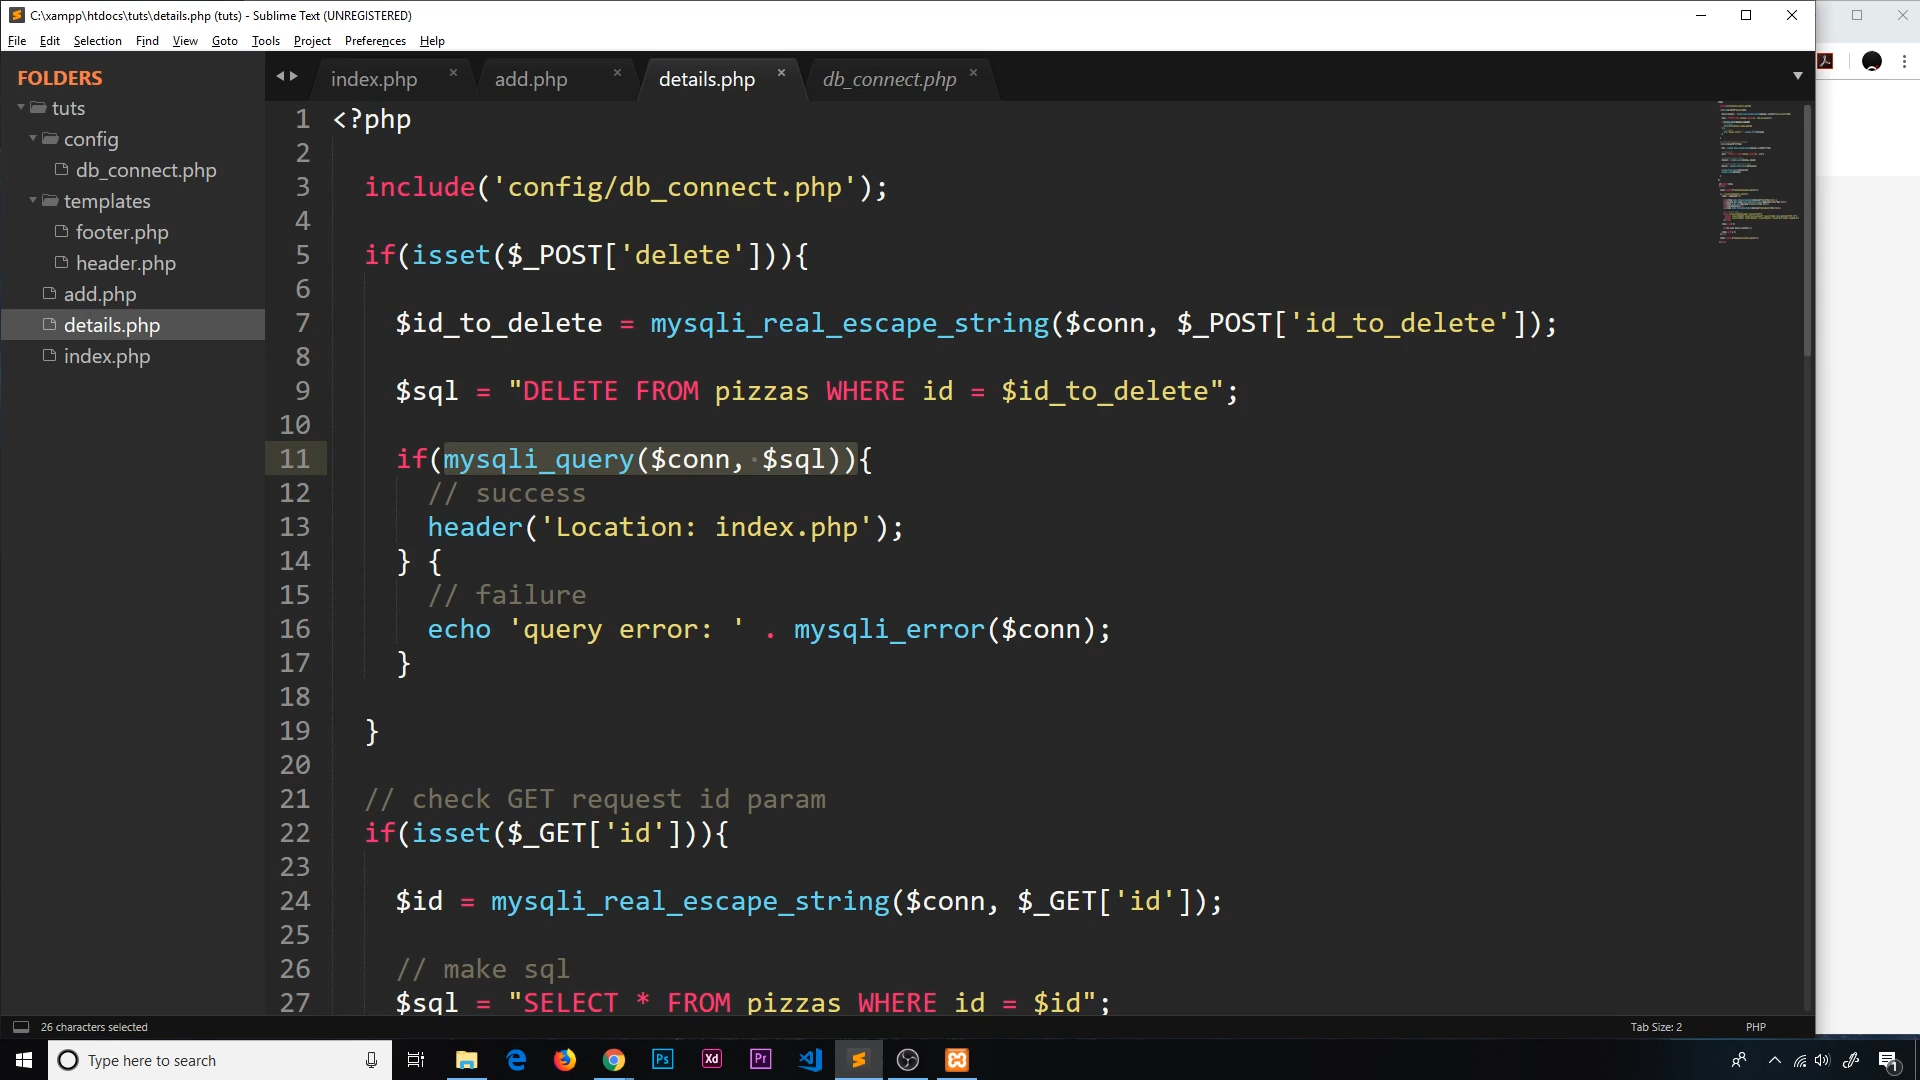 C:\xampp\htdocs\tuts\details.php (tuts) - Sublime Text (UNREGISTERED)
File Edit Selection Find View Goto Tools Project Preferences Help
FOLDERS
tuts
config
db_connect.php
templates
footer.php
header.php
add.php
details.php
index.php
index.php × add.php × details.php × db_connect.php ×
1 <?php
2
3 include('config/db_connect.php');
4
5 if(isset($_POST['delete'])){
6
7 $id_to_delete = mysqli_real_escape_string($conn, $_POST['id_to_delete']);
8
9 $sql = "DELETE FROM pizzas WHERE id = $id_to_delete";
10
11 if(mysqli_query($conn, $sql)){
12 // success
13 header('Location: index.php');
14 } {
15 // failure
16 echo 'query error: ' . mysqli_error($conn);
17 }
18
19 }
20
21 // check GET request id param
22 if(isset($_GET['id'])){
23
24 $id = mysqli_real_escape_string($conn, $_GET['id']);
25
26 // make sql
27 $sql = "SELECT * FROM pizzas WHERE id = $id";
26 characters selected
Tab Size: 2 PHP
Type here to search
Ps Xd Pr
1